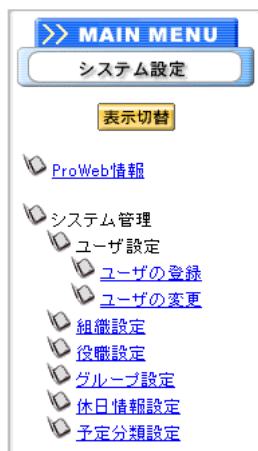 >> MAIN MENU
システム設定
表示切替
ProWeb情報
システム管理
ユーザ設定
ユーザの登録
ユーザの変更
組織設定
役職設定
グループ設定
休日情報設定
予定分類設定